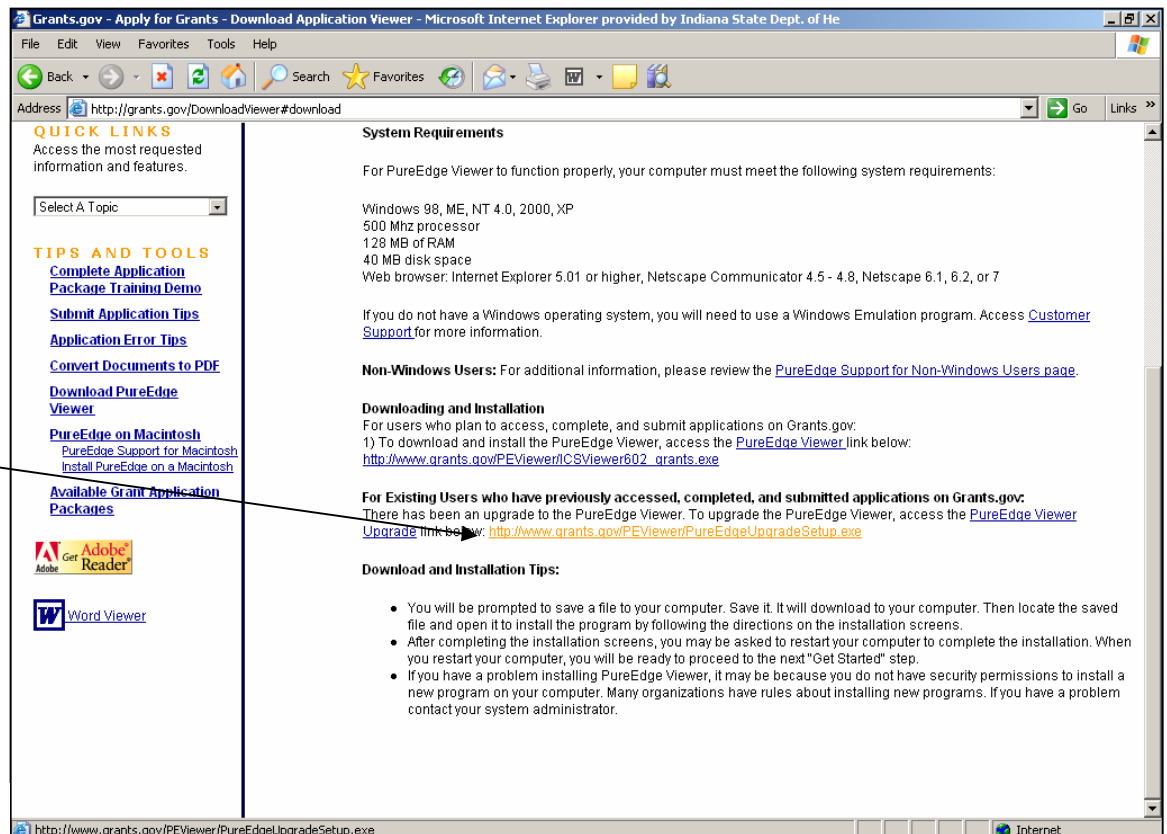 Grants.gov - Apply for Grants - Download Application Viewer - Microsoft Internet Explorer provided by Indiana State Dept. of He
File Edit View Favorites Tools Help
Back Search Favorites
Address http://grants.gov/DownloadViewer#download Go Links »
QUICK LINKS
Access the most requested
information and features.
Select A Topic
TIPS AND TOOLS
Complete Application
Package Training Demo
Submit Application Tips
Application Error Tips
Convert Documents to PDF
Download PureEdge
Viewer
PureEdge on Macintosh
PureEdge Support for Macintosh
Install PureEdge on a Macintosh
Available Grant Application
Packages
Adobe Get Adobe® Reader®
W Word Viewer
System Requirements
For PureEdge Viewer to function properly, your computer must meet the following system requirements:
Windows 98, ME, NT 4.0, 2000, XP
500 Mhz processor
128 MB of RAM
40 MB disk space
Web browser: Internet Explorer 5.01 or higher, Netscape Communicator 4.5 - 4.8, Netscape 6.1, 6.2, or 7
If you do not have a Windows operating system, you will need to use a Windows Emulation program. Access Customer
Support for more information.
Non-Windows Users: For additional information, please review the PureEdge Support for Non-Windows Users page.
Downloading and Installation
For users who plan to access, complete, and submit applications on Grants.gov:
1) To download and install the PureEdge Viewer, access the PureEdge Viewer link below:
http://www.grants.gov/PEViewer/ICSViewer602_grants.exe
For Existing Users who have previously accessed, completed, and submitted applications on Grants.gov:
There has been an upgrade to the PureEdge Viewer. To upgrade the PureEdge Viewer, access the PureEdge Viewer
Upgrade link below: http://www.grants.gov/PEViewer/PureEdgeUpgradeSetup.exe
Download and Installation Tips:
• You will be prompted to save a file to your computer. Save it. It will download to your computer. Then locate the saved
file and open it to install the program by following the directions on the installation screens.
• After completing the installation screens, you may be asked to restart your computer to complete the installation. When
you restart your computer, you will be ready to proceed to the next "Get Started" step.
• If you have a problem installing PureEdge Viewer, it may be because you do not have security permissions to install a
new program on your computer. Many organizations have rules about installing new programs. If you have a problem
contact your system administrator.
http://www.grants.gov/PEViewer/PureEdgeUpgradeSetup.exe Internet